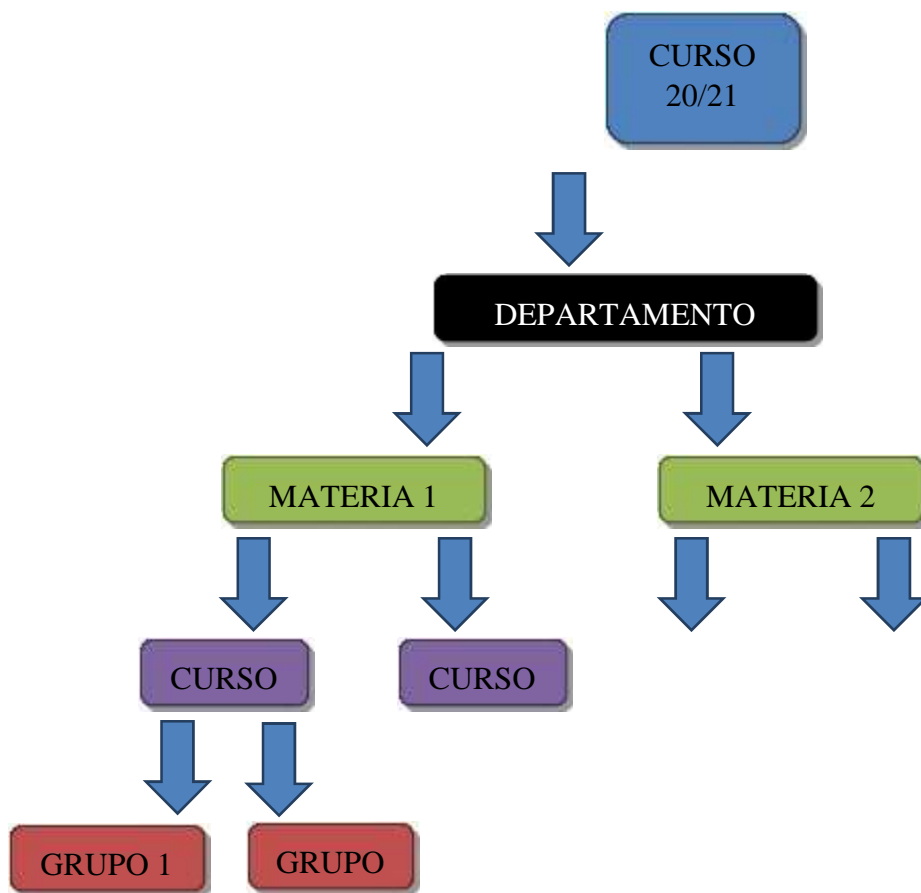 CURSO
20/21
DEPARTAMENTO
MATERIA 1
MATERIA 2
CURSO
CURSO
GRUPO 1
GRUPO